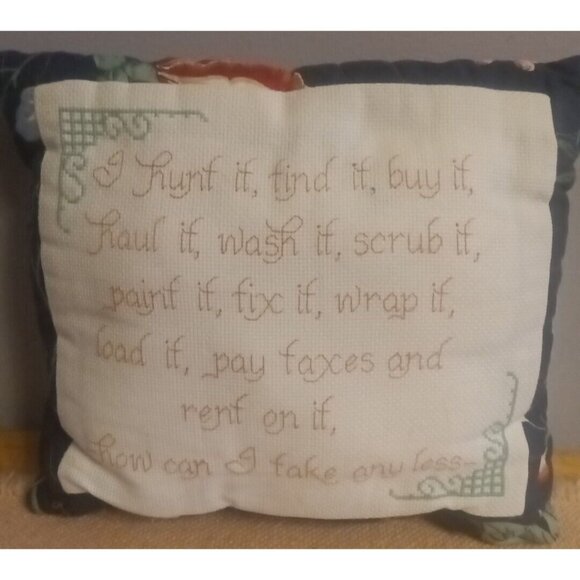 I hunt it, find it, buy it,
haul it, wash it, scrub it,
paint it, fix it, wrap it,
load it, pay taxes and
rent on it,
how can I take any less-